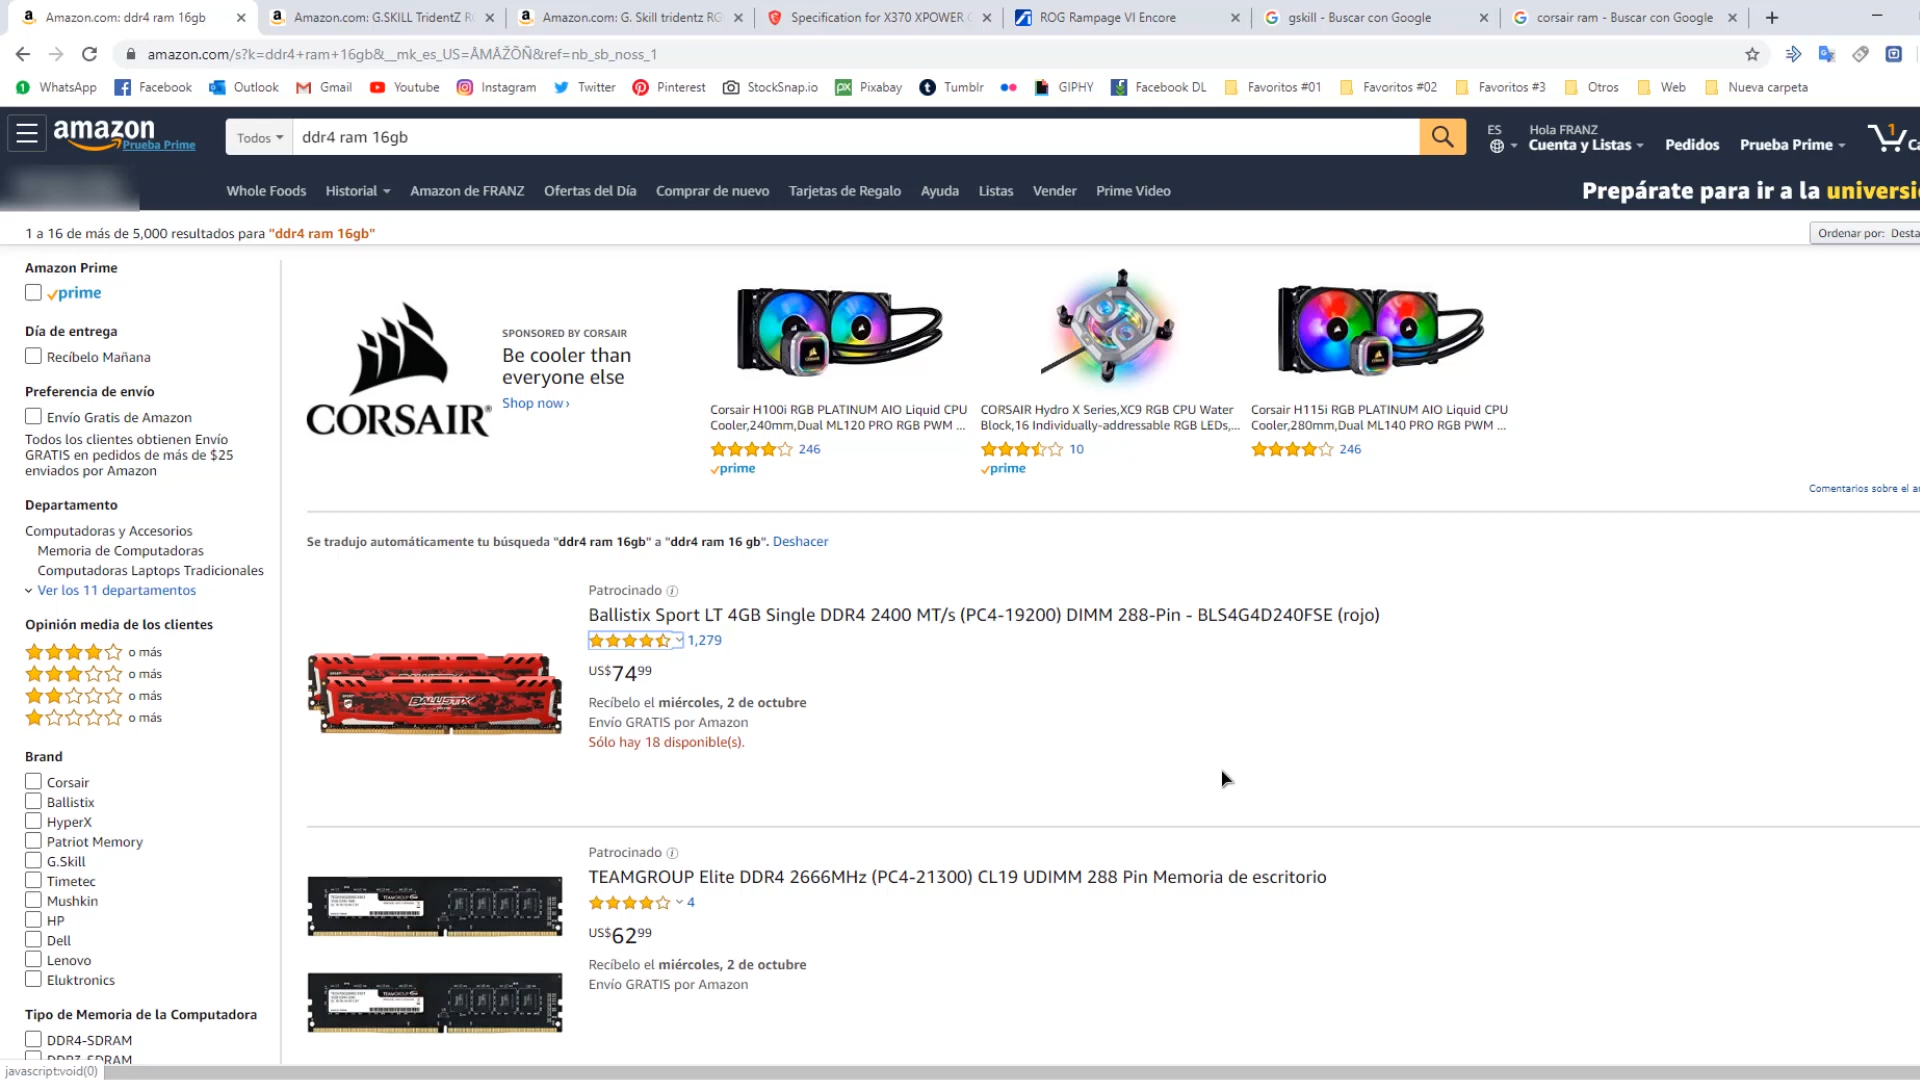 Amazon.com: ddr4 ram 16gb
Amazon.com: G.SKILL TridentZ R
Amazon.com: G. Skill tridentz RG
Specification for X370 XPOWER
ROG Rampage VI Encore
gskill - Buscar con Google
corsair ram - Buscar con Google
amazon.com/s?k=ddr4+ram+16gb&__mk_es_US=ÅMÅŽÕÑ&ref=nb_sb_noss_1
WhatsApp
Facebook
Outlook
Gmail
Youtube
Instagram
Twitter
Pinterest
StockSnap.io
Pixabay
Tumblr
GIPHY
Facebook DL
Favoritos #01
Favoritos #02
Favoritos #3
Otros
Web
Nueva carpeta
amazon
Prueba Prime
Todos
ddr4 ram 16gb
ES
Hola FRANZ
Cuenta y Listas
Pedidos
Prueba Prime
1
Ca
Whole Foods
Historial
Amazon de FRANZ
Ofertas del Día
Comprar de nuevo
Tarjetas de Regalo
Ayuda
Listas
Vender
Prime Video
Prepárate para ir a la universi
1 a 16 de más de 5,000 resultados para "ddr4 ram 16gb"
Ordenar por: Desta
Amazon Prime
prime
Día de entrega
Recíbelo Mañana
Preferencia de envío
Envío Gratis de Amazon
Todos los clientes obtienen Envío
GRATIS en pedidos de más de $25
enviados por Amazon
Departamento
Computadoras y Accesorios
Memoria de Computadoras
Computadoras Laptops Tradicionales
Ver los 11 departamentos
Opinión media de los clientes
o más
o más
o más
o más
Brand
Corsair
Ballistix
HyperX
Patriot Memory
G.Skill
Timetec
Mushkin
HP
Dell
Lenovo
Eluktronics
Tipo de Memoria de la Computadora
DDR4-SDRAM
DDR3-SDRAM
javascript:void(0)
CORSAIR
SPONSORED BY CORSAIR
Be cooler than
everyone else
Shop now ›
Corsair H100i RGB PLATINUM AIO Liquid CPU
Cooler,240mm,Dual ML120 PRO RGB PWM ...
246
prime
CORSAIR Hydro X Series,XC9 RGB CPU Water
Block,16 Individually-addressable RGB LEDs,...
10
prime
Corsair H115i RGB PLATINUM AIO Liquid CPU
Cooler,280mm,Dual ML140 PRO RGB PWM ...
246
Comentarios sobre el a
Se tradujo automáticamente tu búsqueda "ddr4 ram 16gb" a "ddr4 ram 16 gb". Deshacer
Patrocinado
Ballistix Sport LT 4GB Single DDR4 2400 MT/s (PC4-19200) DIMM 288-Pin - BLS4G4D240FSE (rojo)
1,279
US$7499
Recíbelo el miércoles, 2 de octubre
Envío GRATIS por Amazon
Sólo hay 18 disponible(s).
BALLISTIX
Patrocinado
TEAMGROUP Elite DDR4 2666MHz (PC4-21300) CL19 UDIMM 288 Pin Memoria de escritorio
4
US$6299
Recíbelo el miércoles, 2 de octubre
Envío GRATIS por Amazon